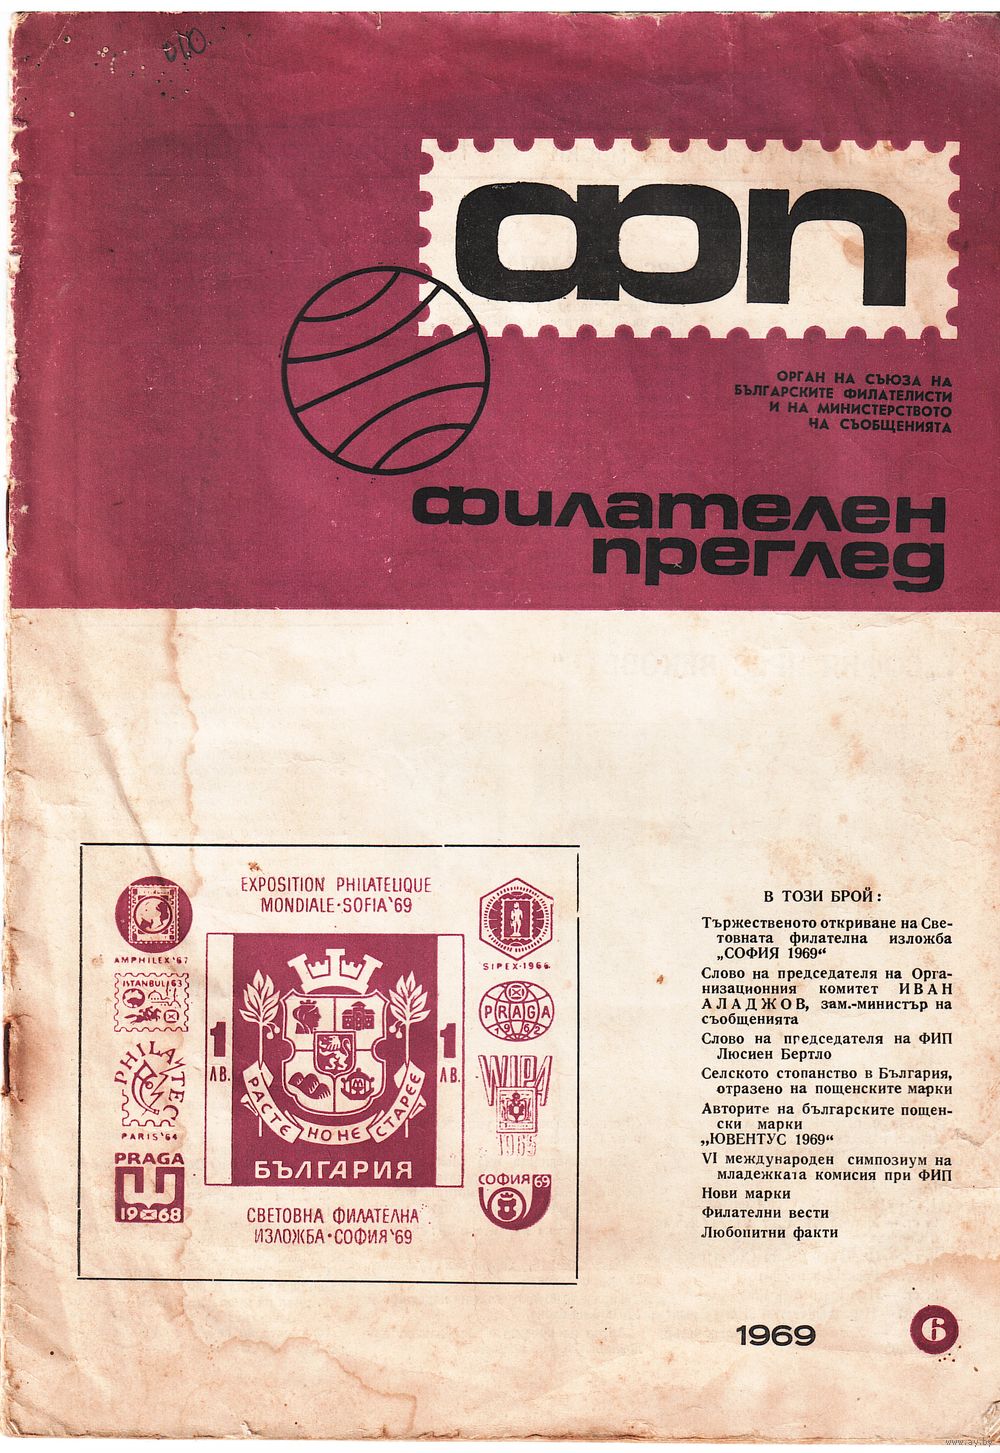 ФП
ОРГАН НА СЪЮЗА НА
БЪЛГАРСКИТЕ ФИЛАТЕЛИСТИ
И НА МИНИСТЕРСТВОТО
НА СЪОБЩЕНИЯТА
филателен
преглед
EXPOSITION PHILATELIQUE
MONDIALE·SOFIA'69
AMPHILEX'67
ISTANBUL 63
PHILATEC
PARIS'64
PRAGA
1968
1
ЛВ.
1
ЛВ.
РАСТЕ НО НЕ СТАРЕЕ
БЪЛГАРИЯ
SIPEX·1966
PRAGA
1962
WIPA
1965
СОФИЯ 69
СВЕТОВНА ФИЛАТЕЛНА
ИЗЛОЖБА·СОФИЯ'69
В ТОЗИ БРОЙ:
Тържественото откриване на Све-
товната филателна изложба
„СОФИЯ 1969“
Слово на председателя на Орга-
низационния комитет ИВАН
АЛАДЖОВ, зам.-министър на
съобщенията
Слово на председателя на ФИП
Люсиен Бертло
Селското стопанство в България,
отразено на пощенските марки
Авторите на българските пощен-
ски марки
„ЮВЕНТУС 1969“
VI международен симпозиум на
младежката комисия при ФИП
Нови марки
Филателни вести
Любопитни факти
1969
6
www.ay.by